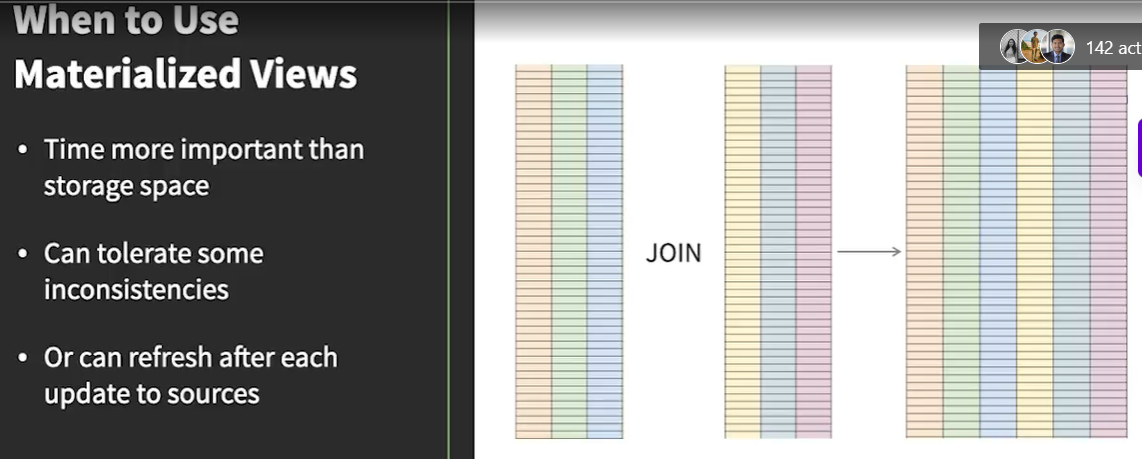 When to Use
Materialized Views
• Time more important than
storage space
• Can tolerate some
inconsistencies
• Or can refresh after each
update to sources
JOIN
142 act